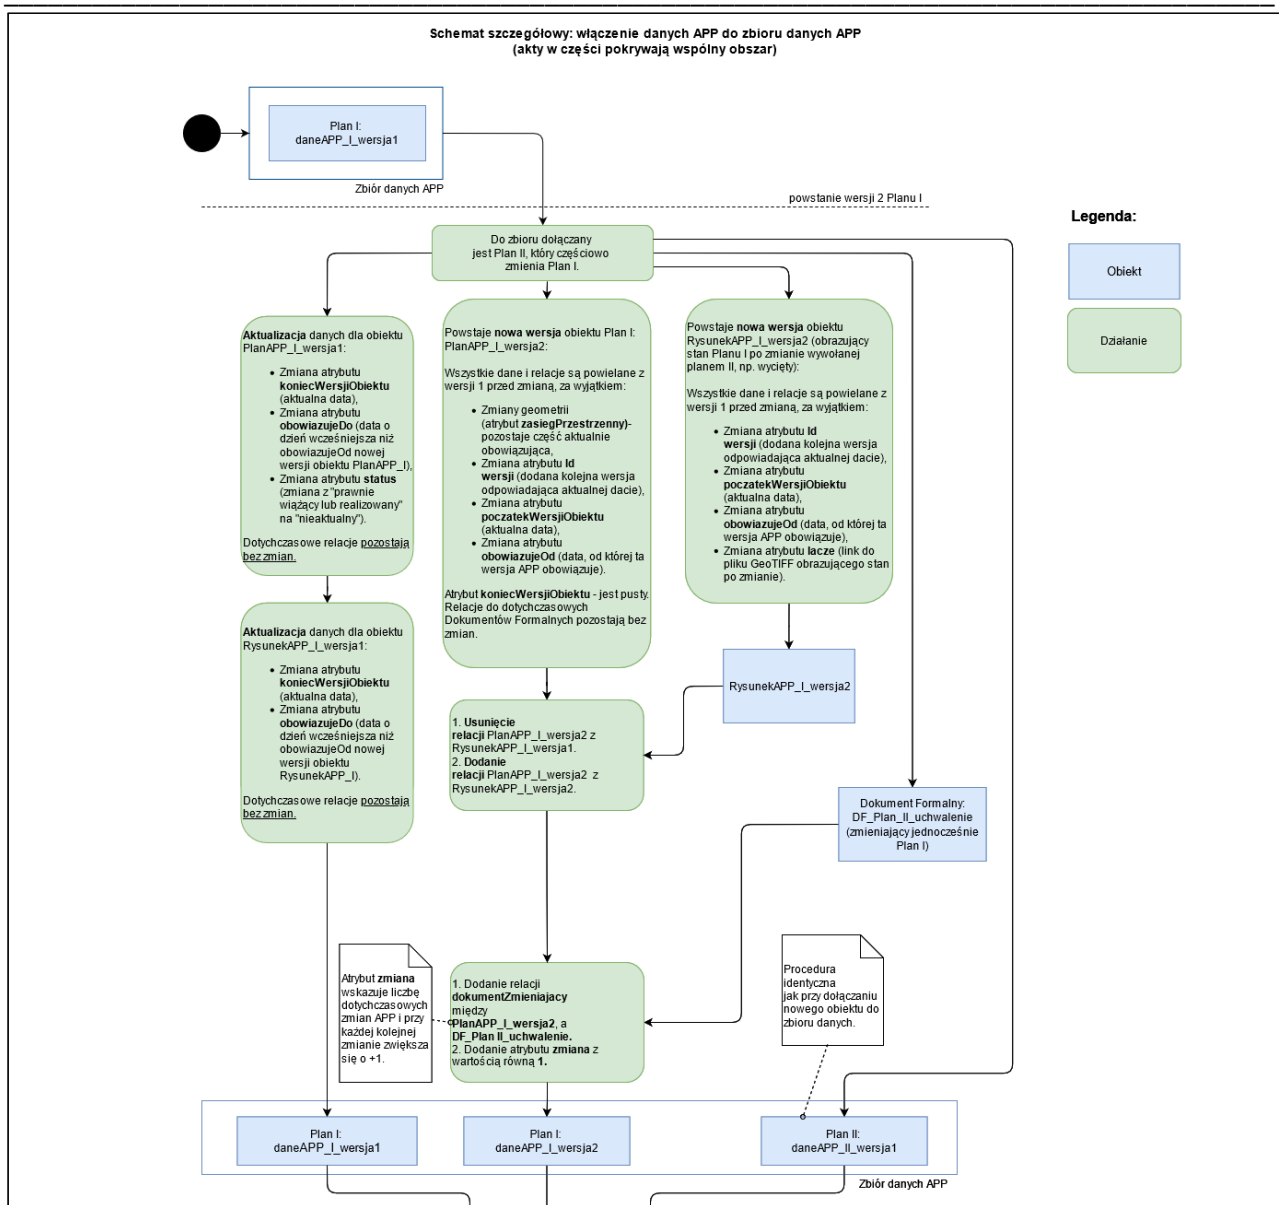 Schemat szczegółowy: włączenie danych APP do zbioru danych APP
(akty w części pokrywają wspólny obszar)
Plan I:
daneAPP_I_wersja1
Zbiór danych APP
powstanie wersji 2 Planu I
Legenda:
Obiekt
Działanie
Do zbioru dołączany
jest Plan II, który częściowo
zmienia Plan I.
Aktualizacja danych dla obiektu
PlanAPP_I_wersja1:
• Zmiana atrybutu
koniecWersjiObiektu
(aktualna data),
• Zmiana atrybutu
obowiazujeDo (data o
dzień wcześniejsza niż
obowiazujeOd nowej
wersji obiektu PlanAPP_I),
• Zmiana atrybutu status
(zmiana z "prawnie
wiążący lub realizowany"
na "nieaktualny").
Dotychczasowe relacje pozostają
bez zmian.
Powstaje nowa wersja obiektu Plan I:
PlanAPP_I_wersja2:
Wszystkie dane i relacje są powielane z
wersji 1 przed zmianą, za wyjątkiem:
• Zmiany geometrii
(atrybut zasiegPrzestrzenny)-
pozostaje część aktualnie
obowiązująca,
• Zmiana atrybutu Id
wersji (dodana kolejna wersja
odpowiadająca aktualnej dacie),
• Zmiana atrybutu
poczatekWersjiObiektu
(aktualna data),
• Zmiana atrybutu
obowiazujeOd (data, od której ta
wersja APP obowiązuje).
Atrybut koniecWersjiObiektu - jest pusty.
Relacje do dotychczasowych
Dokumentów Formalnych pozostają bez
zmian.
Powstaje nowa wersja obiektu
RysunekAPP_I_wersja2 (obrazujący
stan Planu I po zmianie wywołanej
planem II, np. wycięty):
Wszystkie dane i relacje są powielane z
wersji 1 przed zmianą, za wyjątkiem:
• Zmiana atrybutu Id
wersji (dodana kolejna wersja
odpowiadająca aktualnej dacie),
• Zmiana atrybutu
poczatekWersjiObiektu
(aktualna data),
• Zmiana atrybutu
obowiazujeOd (data, od której ta
wersja APP obowiązuje),
• Zmiana atrybutu lacze (link do
pliku GeoTIFF obrazującego stan
po zmianie).
Aktualizacja danych dla obiektu
RysunekAPP_I_wersja1:
• Zmiana atrybutu
koniecWersjiObiektu
(aktualna data),
• Zmiana atrybutu
obowiazujeDo (data o
dzień wcześniejsza niż
obowiazujeOd nowej
wersji obiektu
RysunekAPP_I).
Dotychczasowe relacje pozostają
bez zmian.
RysunekAPP_I_wersja2
1. Usunięcie
relacji PlanAPP_I_wersja2 z
RysunekAPP_I_wersja1.
2. Dodanie
relacji PlanAPP_I_wersja2 z
RysunekAPP_I_wersja2.
Dokument Formalny:
DF_Plan_II_uchwalenie
(zmieniający jednocześnie
Plan I)
Atrybut zmiana
wskazuje liczbę
dotychczasowych
zmian APP i przy
każdej kolejnej
zmianie zwiększa
się o +1.
1. Dodanie relacji
dokumentZmieniajacy
między
PlanAPP_I_wersja2, a
DF_Plan II_uchwalenie.
2. Dodanie atrybutu zmiana z
wartością równą 1.
Procedura
identyczna
jak przy dołączaniu
nowego obiektu do
zbioru danych.
Plan I:
daneAPP_I_wersja1
Plan I:
daneAPP_I_wersja2
Plan II:
daneAPP_II_wersja1
Zbiór danych APP